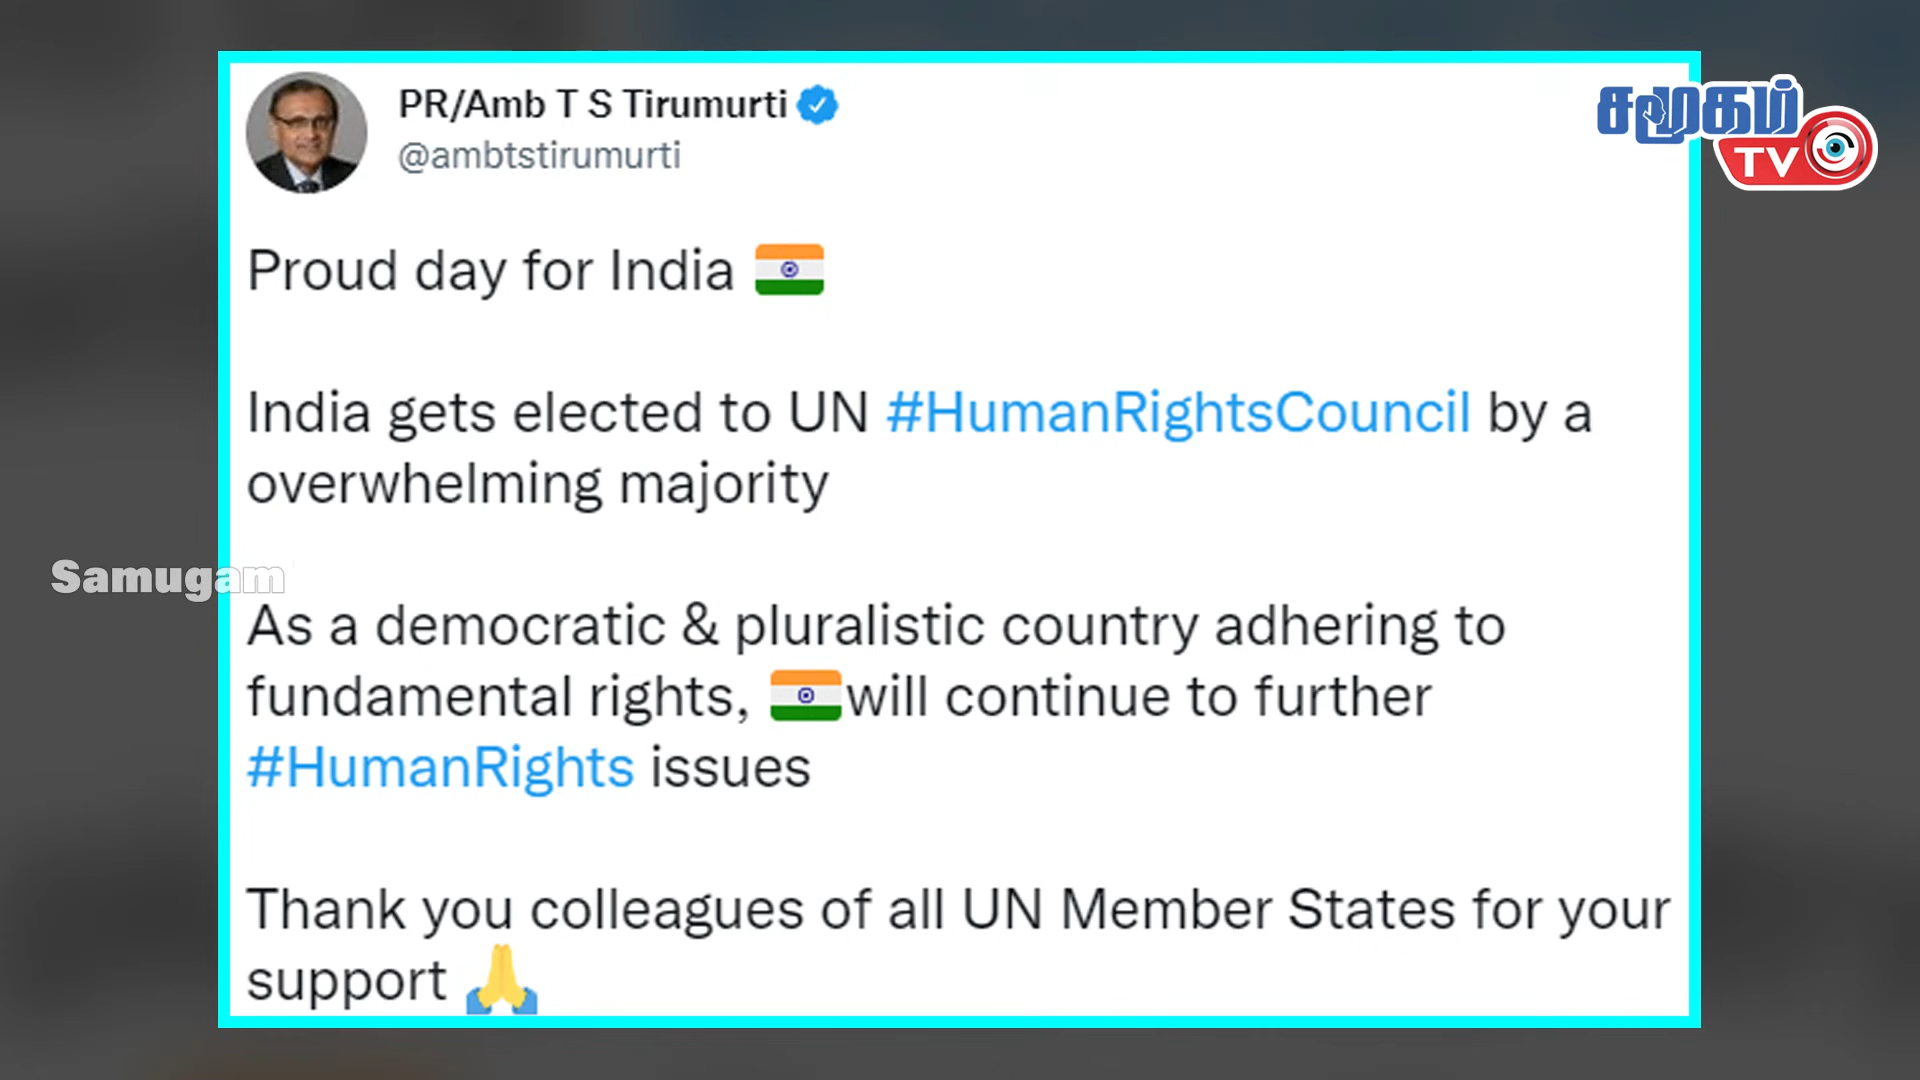 PR/Amb T S Tirumurti
@ambtstirumurti
சமூகம்
TV
Proud day for India
India gets elected to UN #HumanRightsCouncil by a
overwhelming majority
Samugam
As a democratic & pluralistic country adhering to
fundamental rights, will continue to further
#HumanRights issues
Thank you colleagues of all UN Member States for your
support